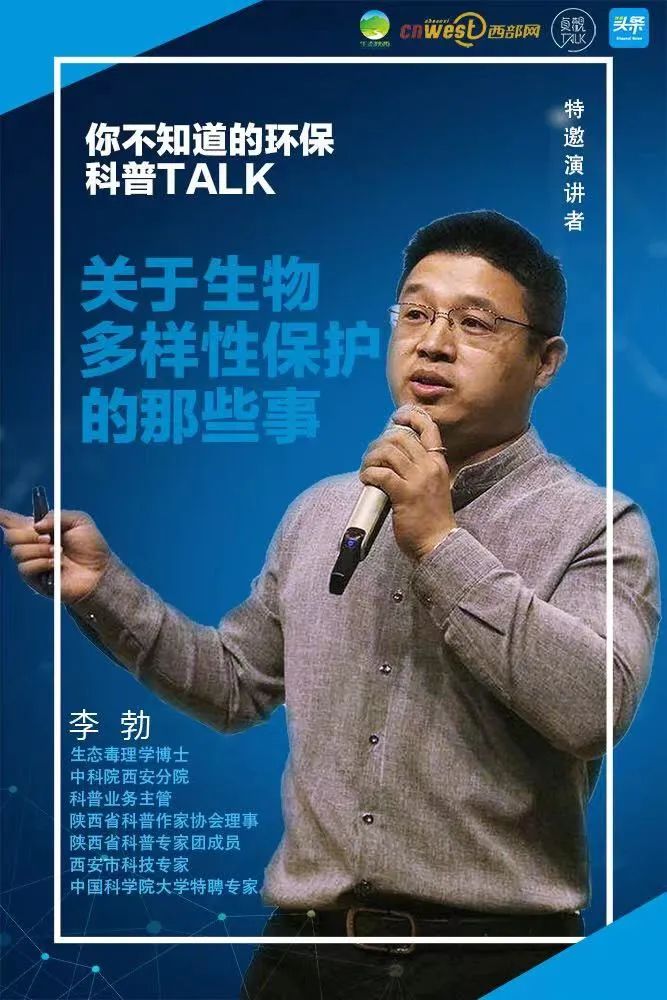 cnwest西部网
貞觀
TALK
头条
你不知道的环保
科普TALK
特邀演讲者
关于生物
多样性保护
的那些事
李 勃
生态毒理学博士
中科院西安分院
科普业务主管
陕西省科普作家协会理事
陕西省科普专家团成员
西安市科技专家
中国科学院大学特聘专家